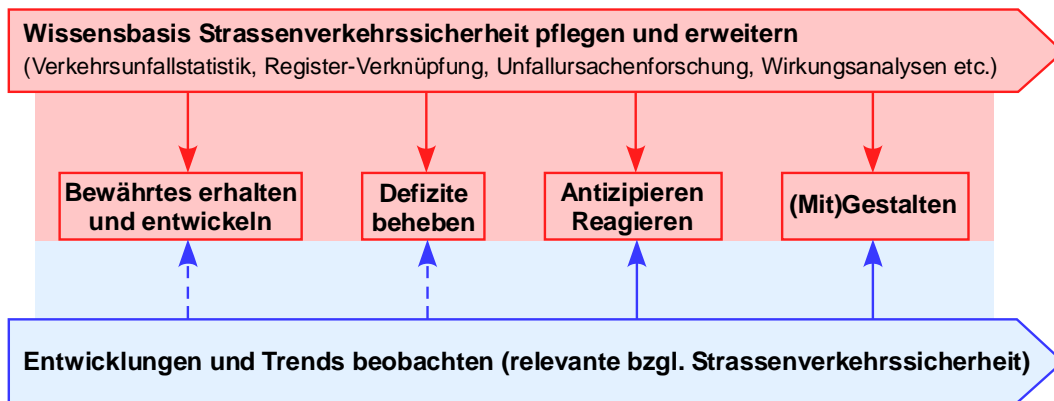 Wissensbasis Strassenverkehrssicherheit pflegen und erweitern
(Verkehrsunfallstatistik, Register-Verknüpfung, Unfallursachenforschung, Wirkungsanalysen etc.)
Bewährtes erhalten
und entwickeln
Defizite
beheben
Antizipieren
Reagieren
(Mit)Gestalten
Entwicklungen und Trends beobachten (relevante bzgl. Strassenverkehrssicherheit)